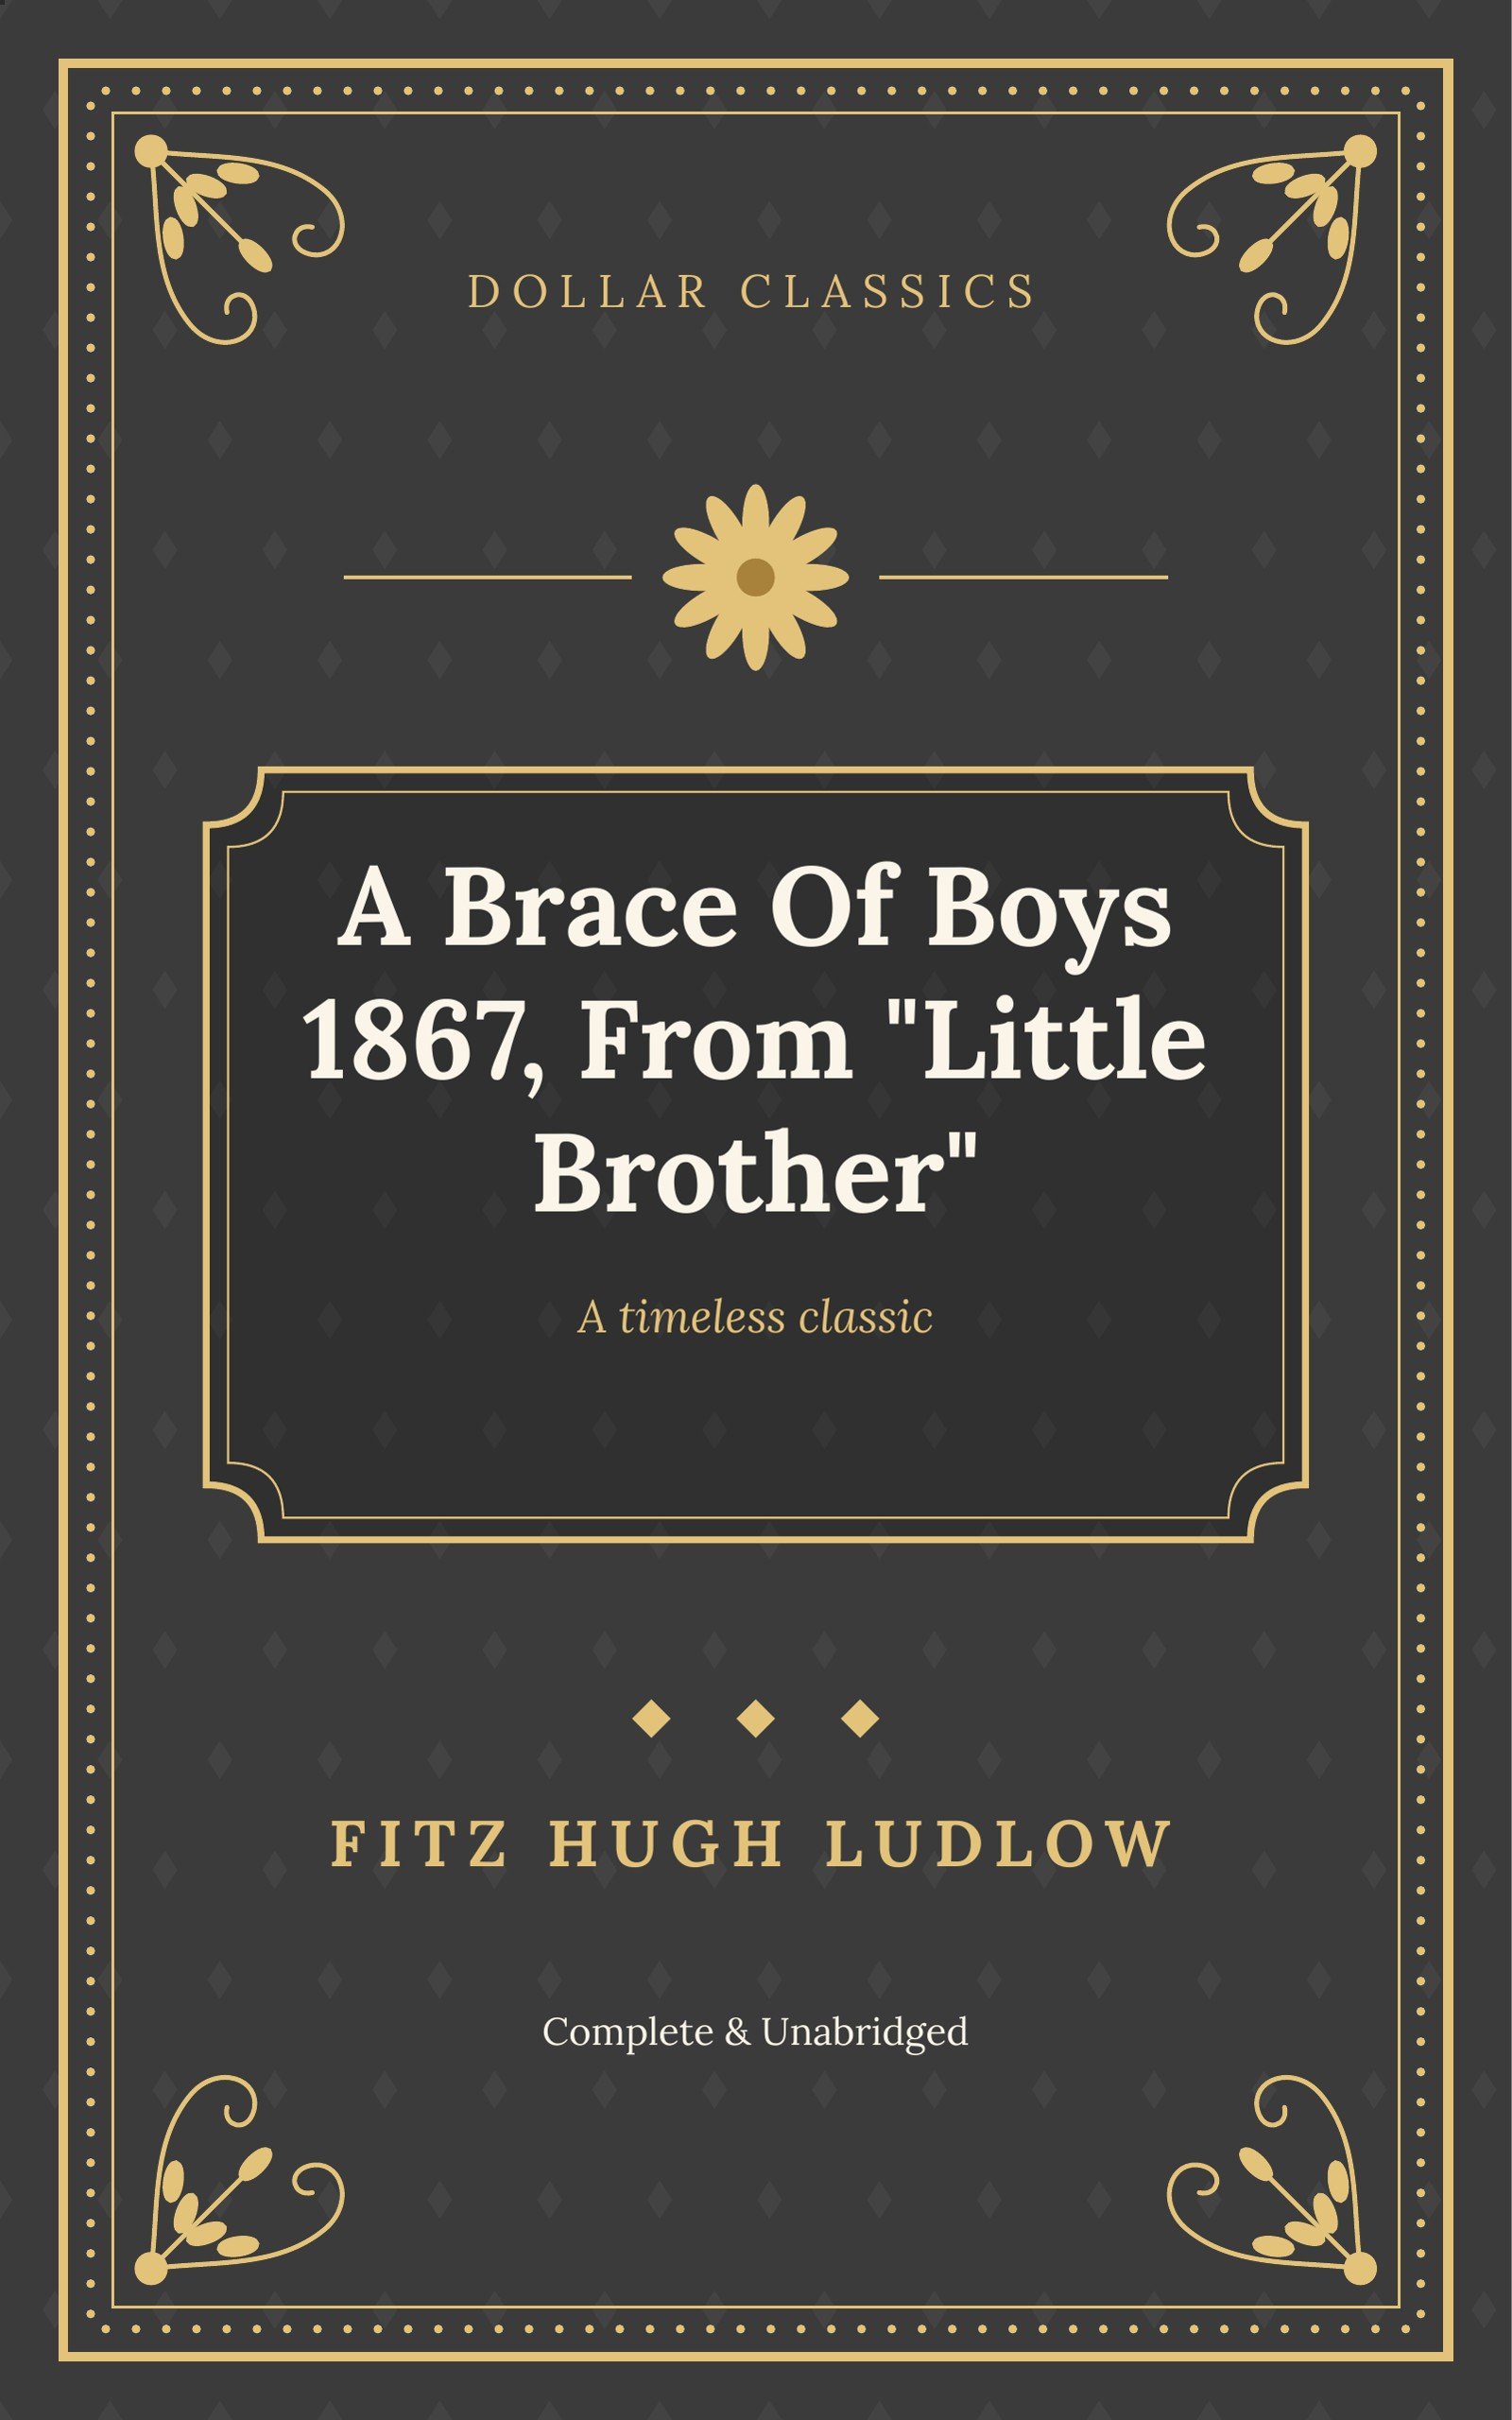 DOLLAR CLASSICS
A Brace Of Boys
1867, From "Little
Brother"
A timeless classic
FITZ HUGH LUDLOW
Complete & Unabridged